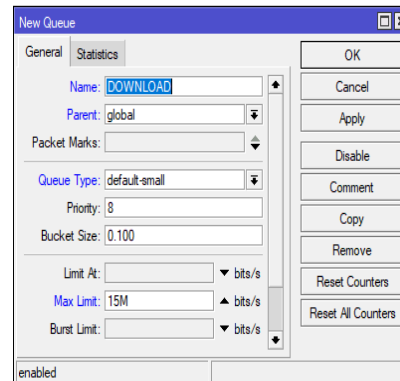 New Queue
General Statistics
Name: DOWNLOAD
Parent: global
Packet Marks:
Queue Type: default-small
Priority: 8
Bucket Size: 0.100
Limit At: bits/s
Max Limit: 15M bits/s
Burst Limit: bits/s
OK
Cancel
Apply
Disable
Comment
Copy
Remove
Reset Counters
Reset All Counters
enabled